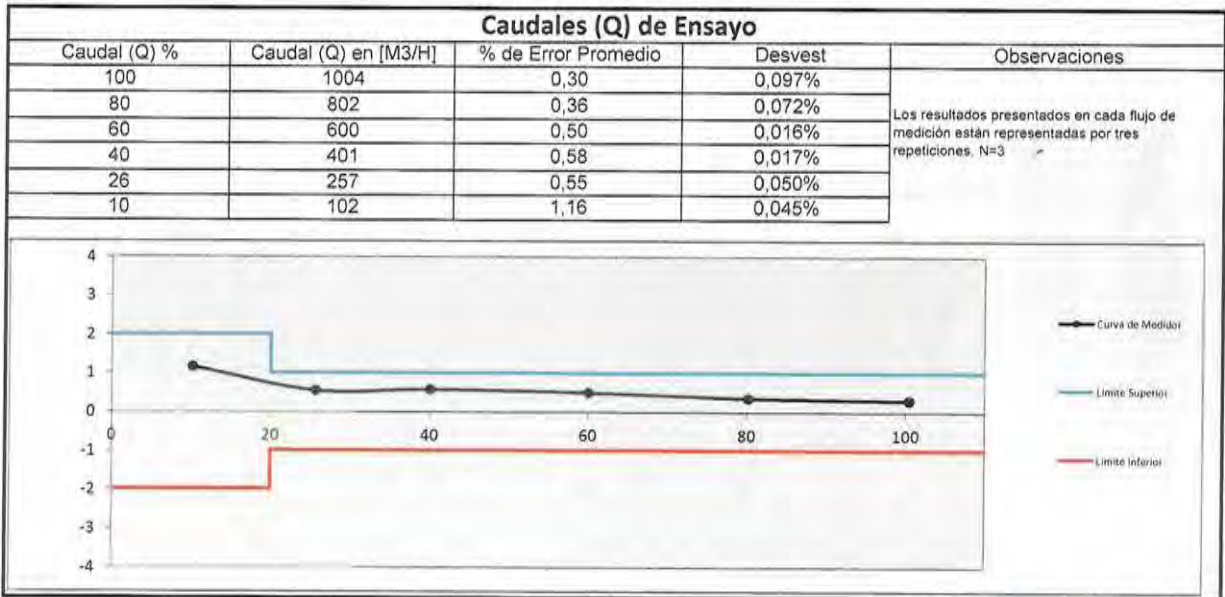 Caudales (Q) de Ensayo
Caudal (Q) % Caudal (Q) en [M3/H] % de Error Promedio Desvest Observaciones
100 1004 0,30 0,097%
80 802 0,36 0,072%
60 600 0,50 0,016%
40 401 0,58 0,017%
26 257 0,55 0,050%
10 102 1,16 0,045%
Los resultados presentados en cada flujo de
medición están representadas por tres
repeticiones, N=3
4
3
2
1
0
-1
-2
-3
-4
0 20 40 60 80 100
Curva de Medidor
Limite Superior
Limite Inferior